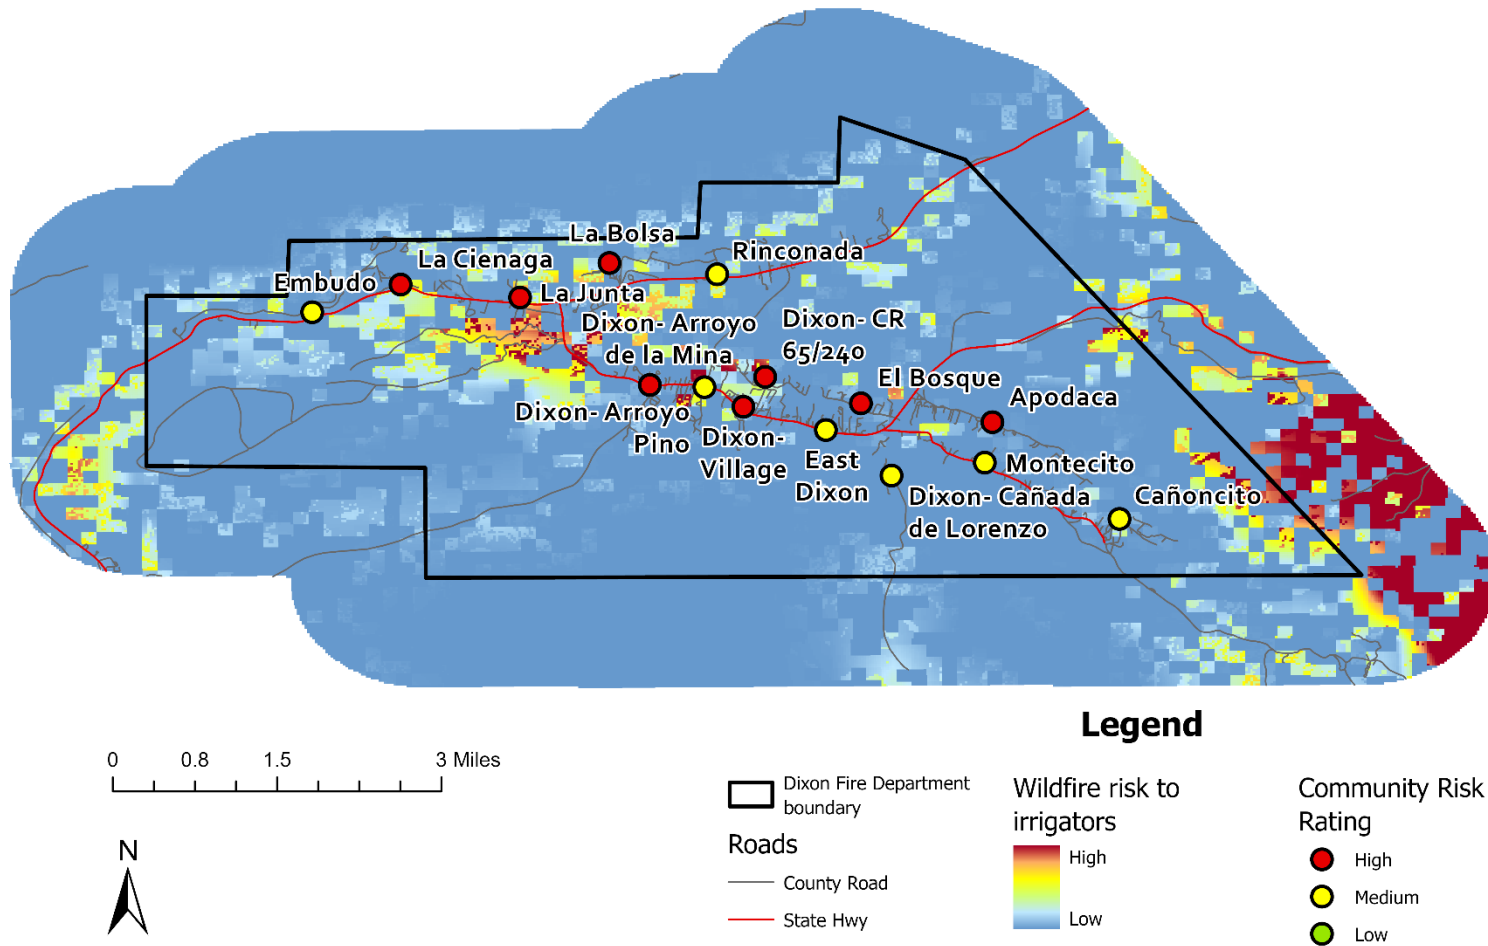 La Bolsa
Rinconada
La Cienaga
Embudo
La Junta
Dixon- Arroyo
de la Mina
Dixon- CR
65/240
El Bosque
Apodaca
Dixon- Arroyo
Pino
Dixon-
Village
East
Dixon
Montecito
Dixon- Cañada
de Lorenzo
Cañoncito
Legend
0 0.8 1.5 3 Miles
N
Dixon Fire Department
boundary
Roads
County Road
State Hwy
Wildfire risk to
irrigators
High
Low
Community Risk
Rating
High
Medium
Low